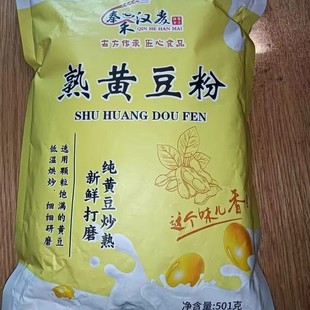 秦禾汉麦
QIN HE HAN MAI
古方传承 匠心食品
熟黄豆粉
SHU HUANG DOU FEN
纯黄豆炒熟
新鲜打磨
选用颗粒饱满的黄豆
低温烘炒·细细研磨
这个味儿香
净含量:501克